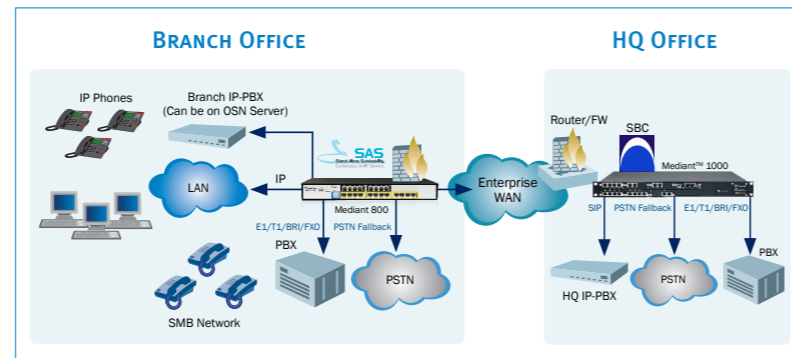 BRANCH OFFICE
HQ OFFICE
IP Phones
Branch IP-PBX
(Can be on OSN Server)
SAS
Router/FW
SBC
Mediant™ 1000
LAN
IP
Mediant 800
Enterprise
WAN
SIP
PSTN Fallback
E1/T1/BRI/FXO
E1/T1/BRI/FXO
PSTN Fallback
PBX
PSTN
PBX
PSTN
HQ IP-PBX
SMB Network